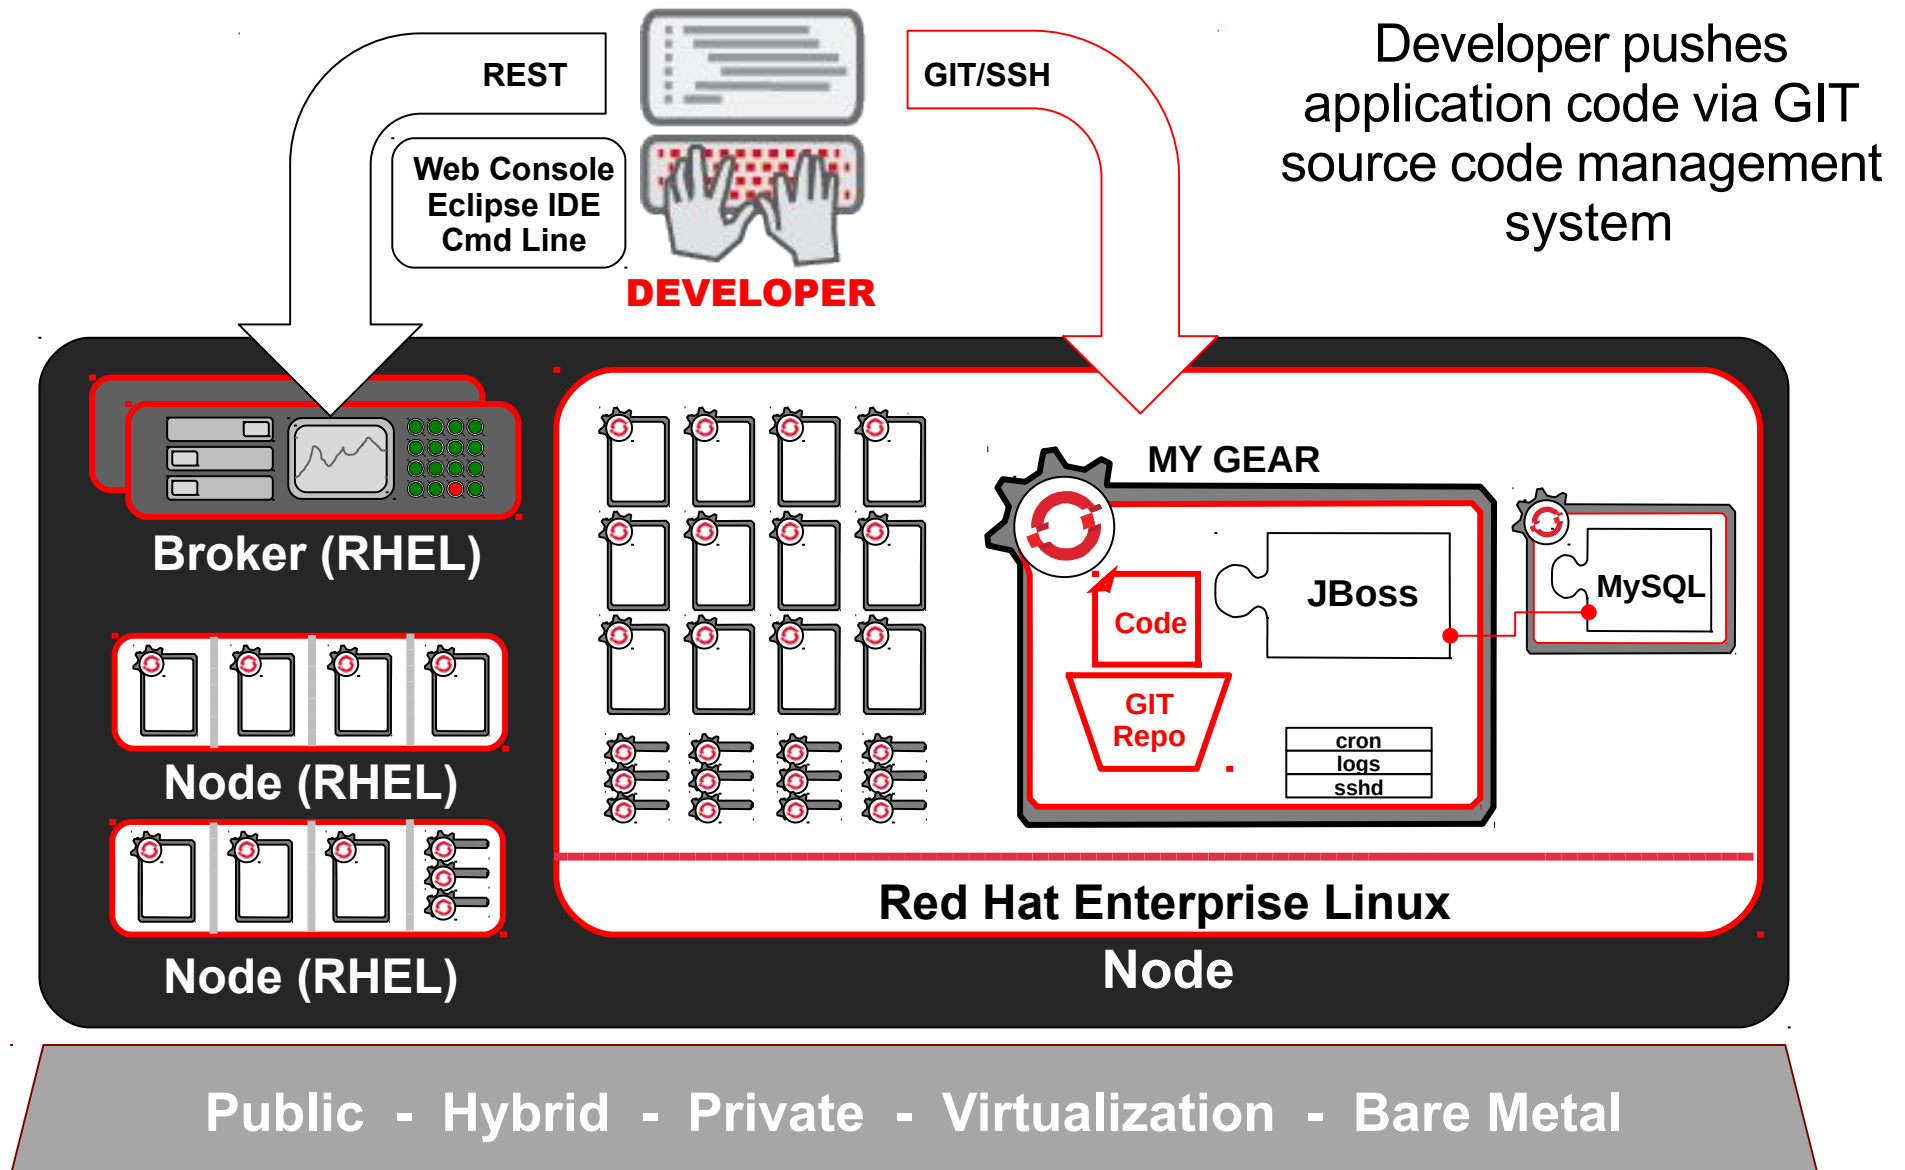 Developer pushes
application code via GIT
source code management
system
REST
GIT/SSH
Web Console
Eclipse IDE
Cmd Line
DEVELOPER
Broker (RHEL)
Node (RHEL)
Node (RHEL)
MY GEAR
Code
GIT
Repo
JBoss
MySQL
cron
logs
sshd
Red Hat Enterprise Linux
Node
Public - Hybrid - Private - Virtualization - Bare Metal